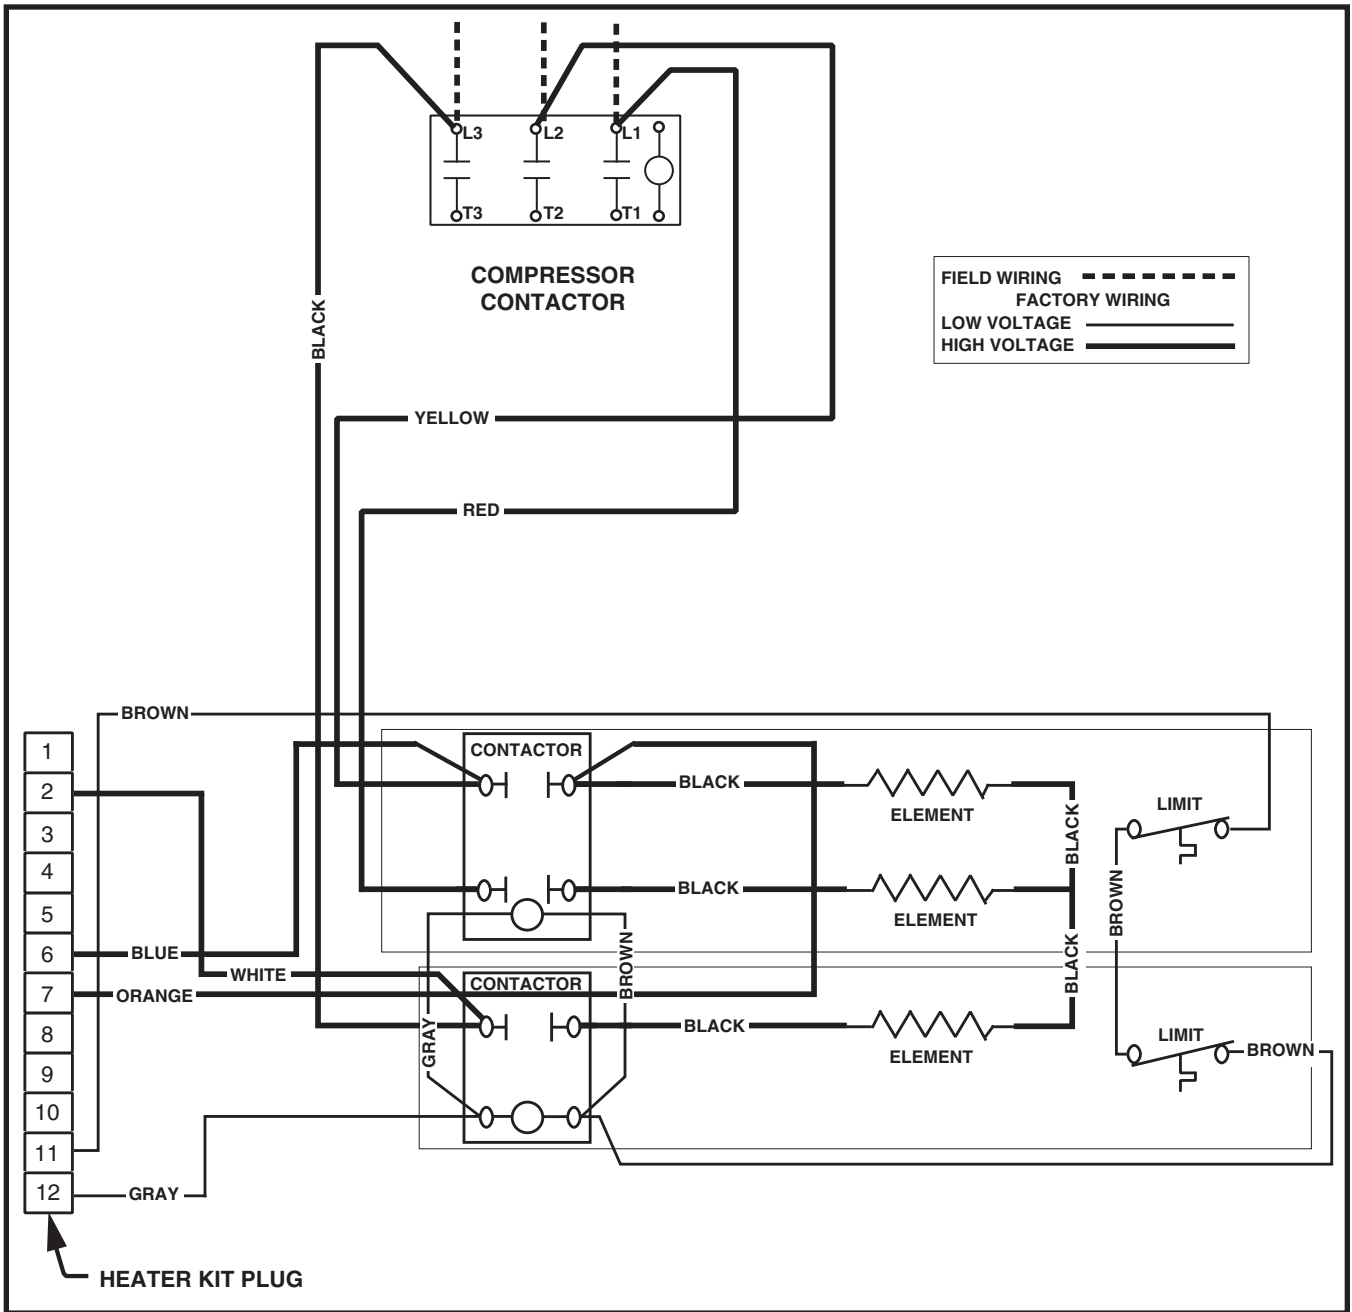 L3
L2
L1
T3
T2
T1
COMPRESSOR
CONTACTOR
FIELD WIRING
FACTORY WIRING
LOW VOLTAGE
HIGH VOLTAGE
BLACK
YELLOW
RED
BROWN
1
2
3
4
5
6
7
8
9
10
11
12
CONTACTOR
BLACK
ELEMENT
BLACK
LIMIT
BLACK
ELEMENT
BROWN
BLUE
WHITE
ORANGE
BROWN
BLACK
CONTACTOR
GRAY
BLACK
ELEMENT
LIMIT
BROWN
GRAY
HEATER KIT PLUG